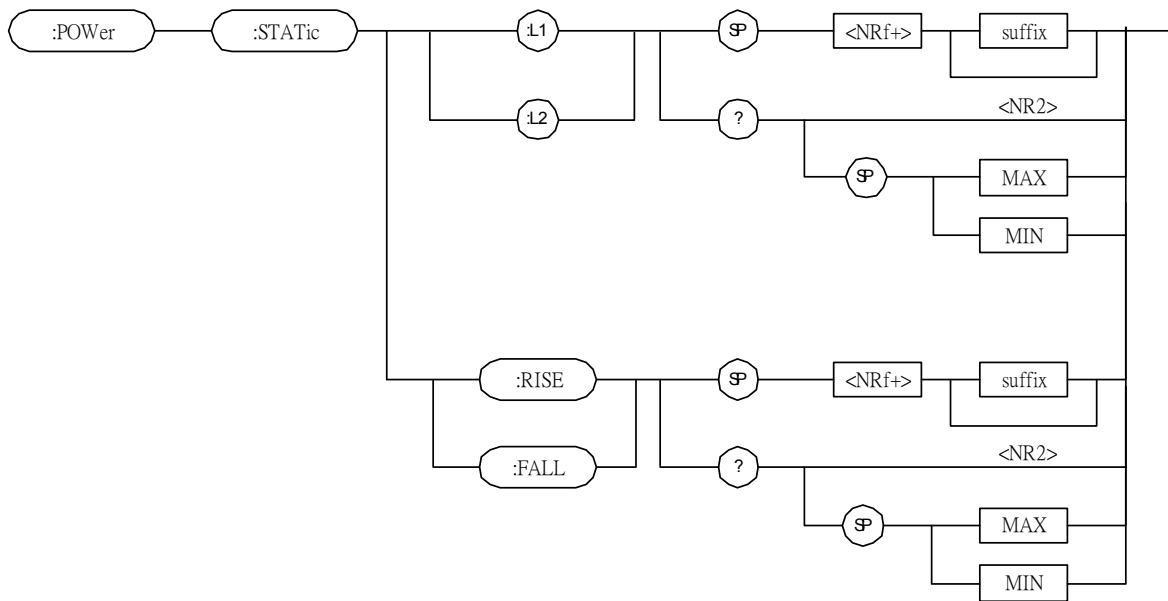 :POWer :STATic :L1 SP <NRf+> suffix
:L2 ? <NR2>
SP MAX
MIN
:RISE SP <NRf+> suffix
:FALL ? <NR2>
SP MAX
MIN